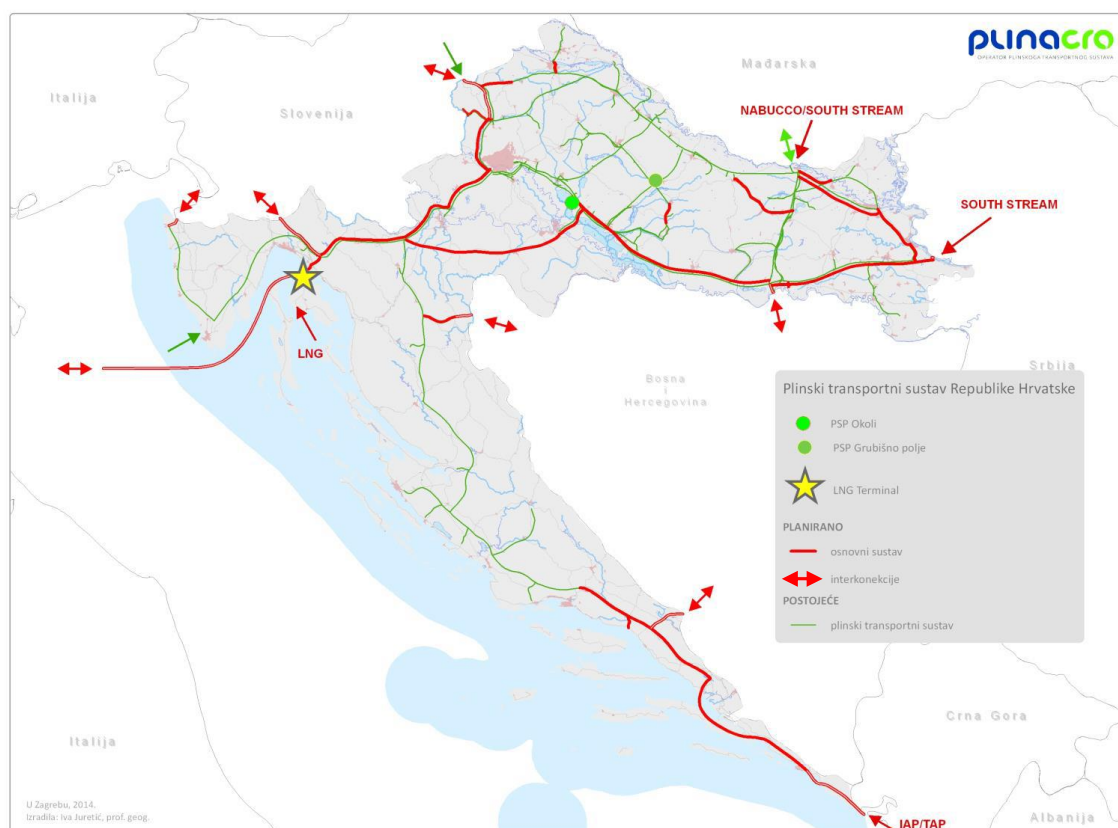 plinacro
OPERATOR PLINSKOGA TRANSPORTNOG SUSTAVA
Mađarska
Italija
Slovenija
NABUCCO/SOUTH STREAM
SOUTH STREAM
LNG
Bosna
i
Hercegovina
Srbija
Plinski transportni sustav Republike Hrvatske
PSP Okoli
PSP Grubišno polje
LNG Terminal
PLANIRANO
osnovni sustav
interkonekcije
POSTOJEĆE
plinski transportni sustav
Crna Gora
Italija
U Zagrebu, 2014.
Izradila: Iva Juretić, prof. geog.
IAP/TAP
Albanija